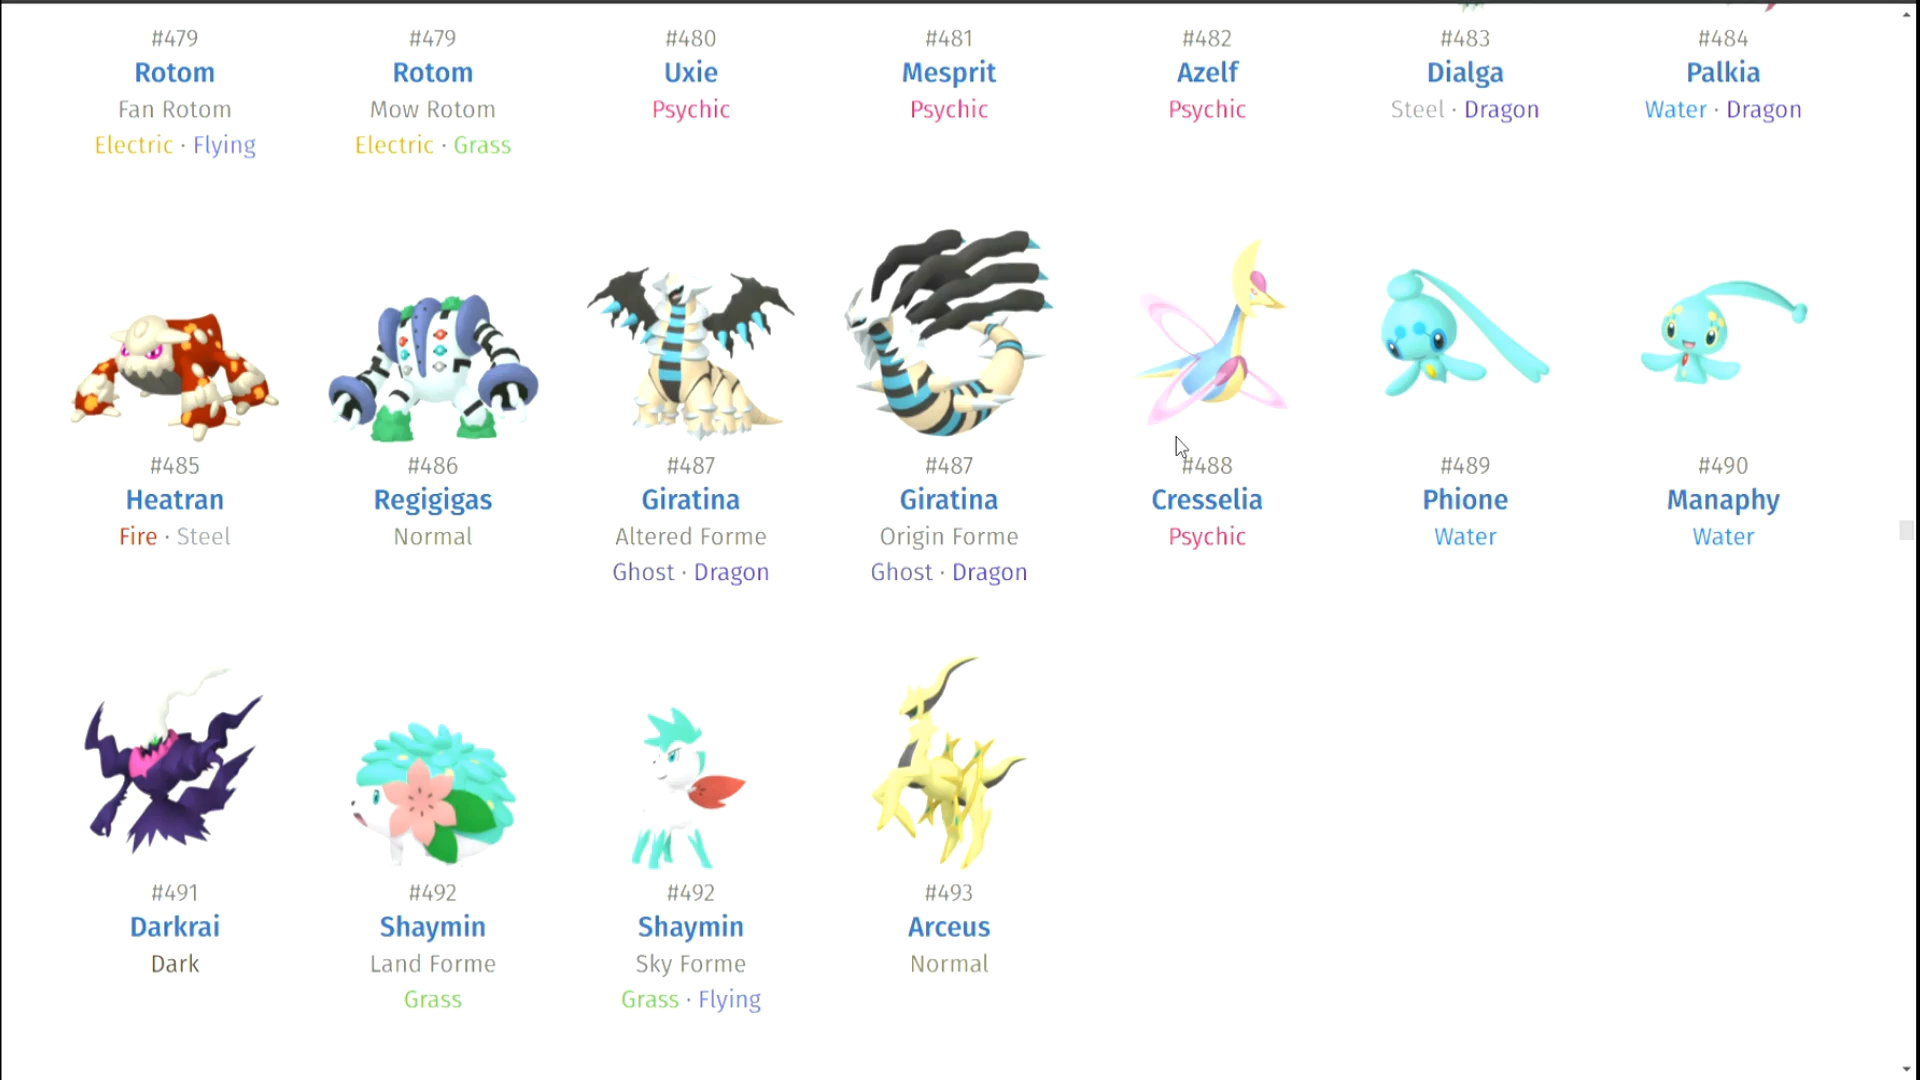 #479 #479 #480 #481 #482 #483 #484
Rotom Rotom Uxie Mesprit Azelf Dialga Palkia
Fan Rotom Mow Rotom Psychic Psychic Psychic Steel · Dragon Water · Dragon
Electric · Flying Electric · Grass
#485 #486 #487 #487 #488 #489 #490
Heatran Regigigas Giratina Giratina Cresselia Phione Manaphy
Fire · Steel Normal Altered Forme Origin Forme Psychic Water Water
Ghost · Dragon Ghost · Dragon
#491 #492 #492 #493
Darkrai Shaymin Shaymin Arceus
Dark Land Forme Sky Forme Normal
Grass Grass · Flying